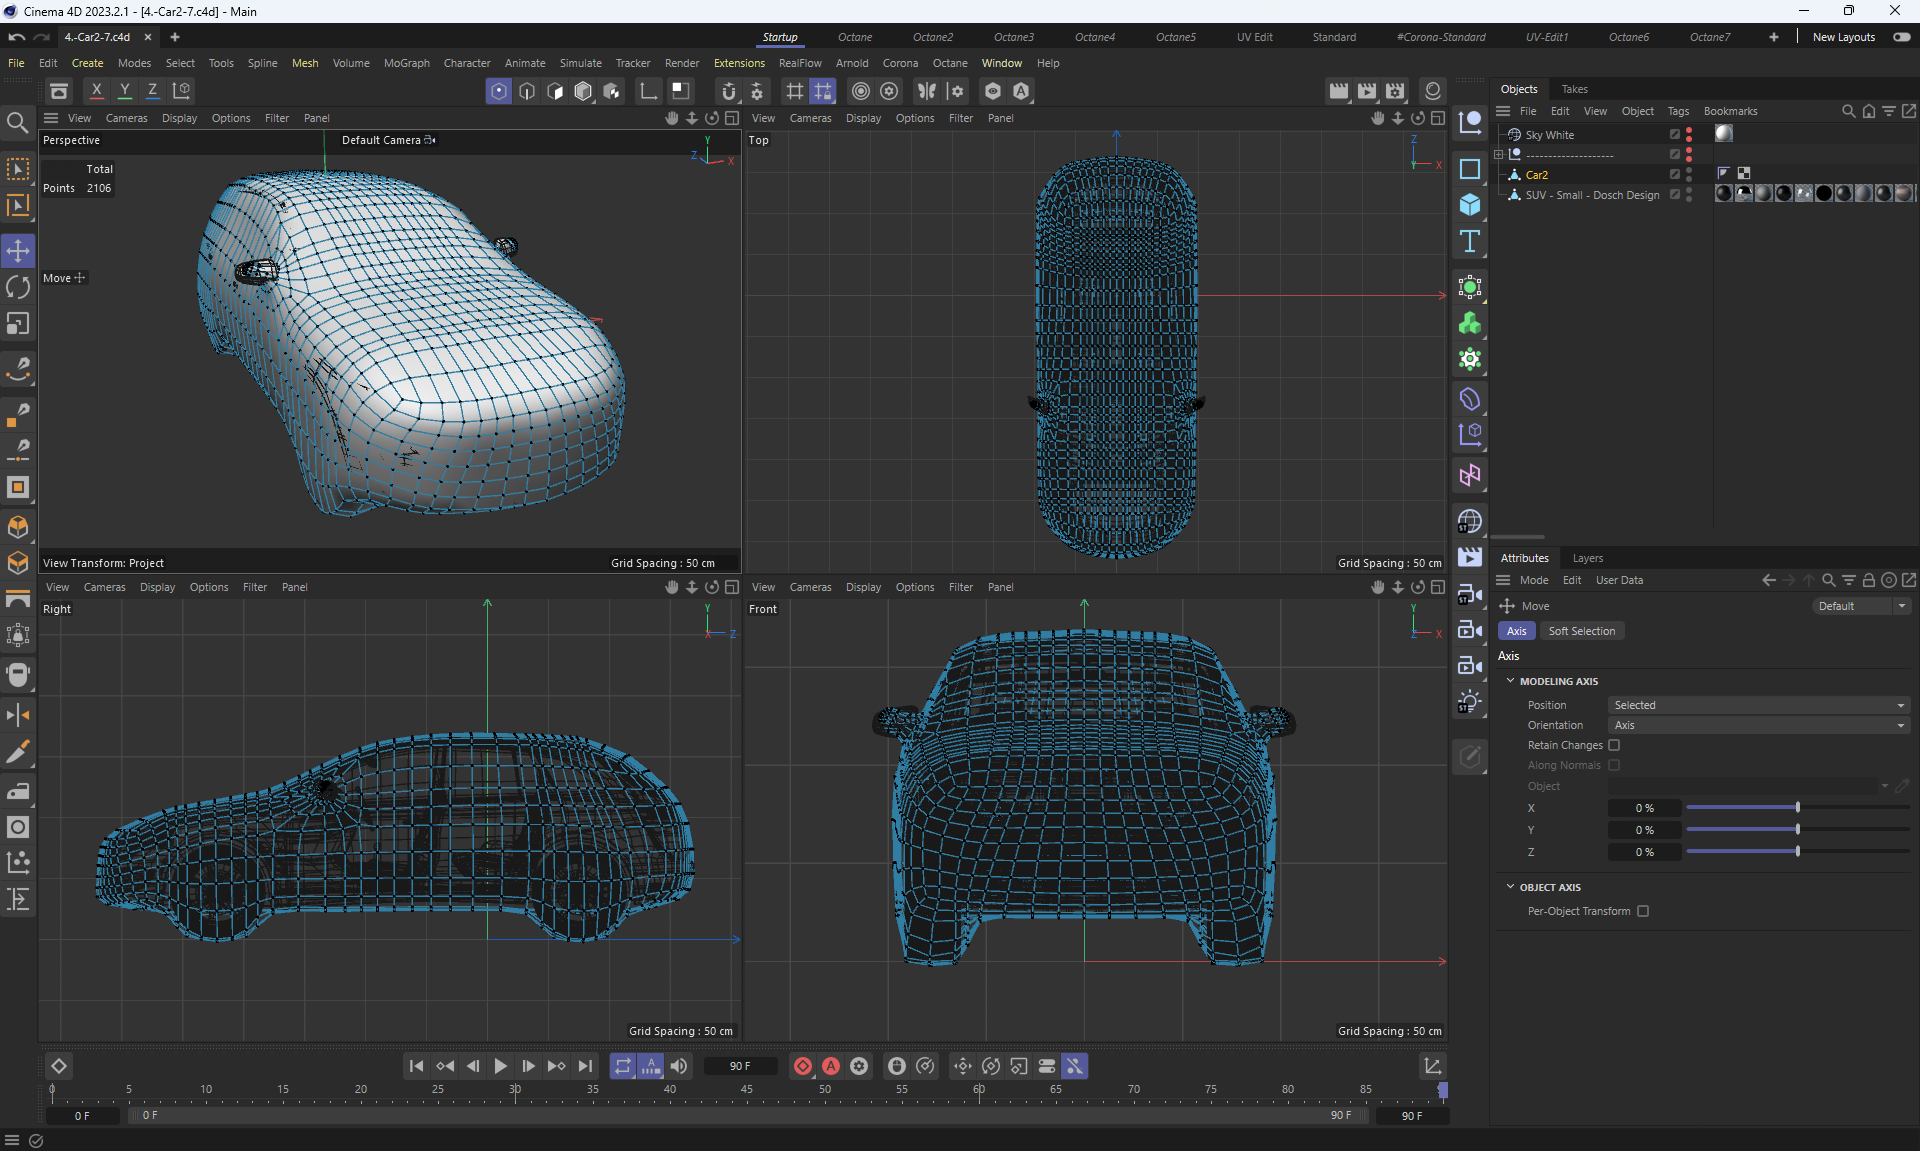 Cinema 4D 2023.2.1 - [4.-Car2-7.c4d] - Main
4.-Car2-7.c4d
Startup Octane Octane2 Octane3 Octane4 Octane5 UV Edit Standard #Corona-Standard UV-Edit1 Octane6 Octane7 New Layouts
File Edit Create Modes Select Tools Spline Mesh Volume MoGraph Character Animate Simulate Tracker Render Extensions RealFlow Arnold Corona Octane Window Help
X Y Z
View Cameras Display Options Filter Panel
Perspective
Default Camera
Total
Points 2106
Move
View Transform: Project
Grid Spacing : 50 cm
Y
Z X
View Cameras Display Options Filter Panel
Top
Z
Y X
Grid Spacing : 50 cm
View Cameras Display Options Filter Panel
Right
Y
X Z
Grid Spacing : 50 cm
View Cameras Display Options Filter Panel
Front
Y
Z X
Grid Spacing : 50 cm
Objects Takes
File Edit View Object Tags Bookmarks
Sky White
--------------------
Car2
SUV - Small - Dosch Design
ST
ST
ST
Attributes Layers
Mode Edit User Data
Move
Default
Axis Soft Selection
Axis
MODELING AXIS
Position Selected
Orientation Axis
Retain Changes
Along Normals
Object
X 0 %
Y 0 %
Z 0 %
OBJECT AXIS
Per-Object Transform
90 F
0 5 10 15 20 25 30 35 40 45 50 55 60 65 70 75 80 85
0 F 0 F 90 F 90 F